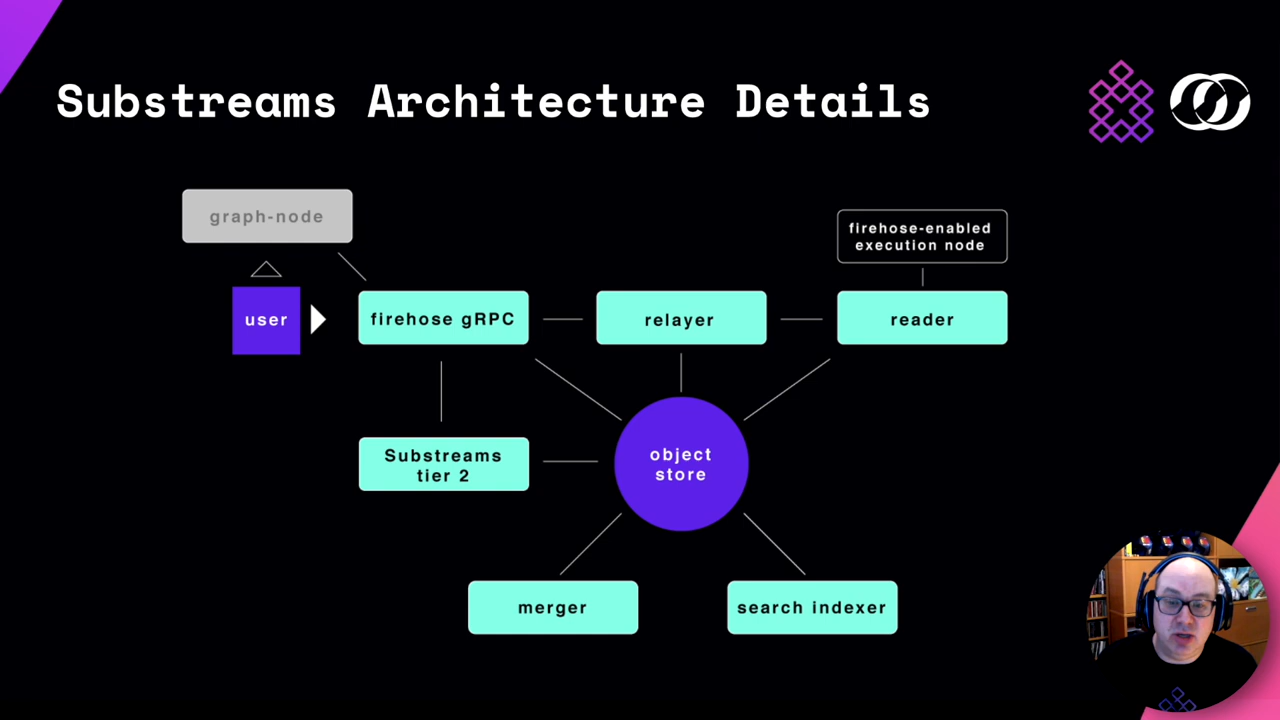 Substreams Architecture Details
graph-node
firehose-enabled
execution node
user
firehose gRPC
relayer
reader
Substreams
tier 2
object
store
merger
search indexer